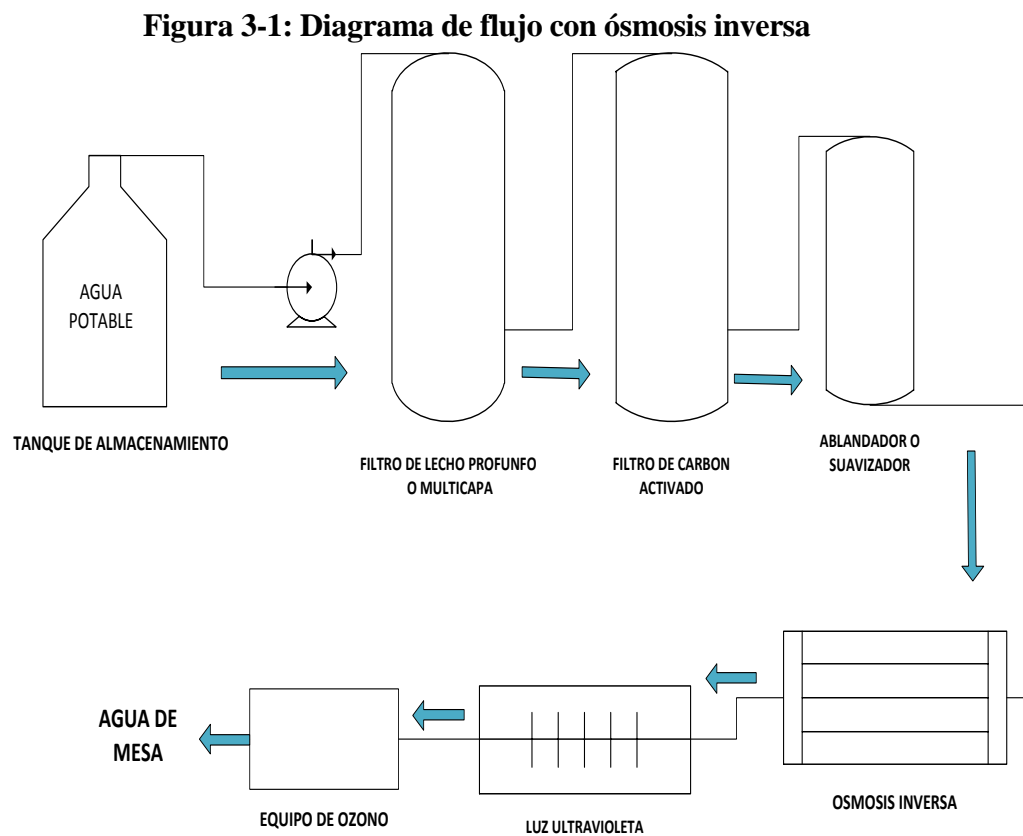 Figura 3-1: Diagrama de flujo con ósmosis inversa
AGUA
POTABLE
TANQUE DE ALMACENAMIENTO
FILTRO DE LECHO PROFUNFO
O MULTICAPA
FILTRO DE CARBON
ACTIVADO
ABLANDADOR O
SUAVIZADOR
AGUA DE
MESA
EQUIPO DE OZONO
LUZ ULTRAVIOLETA
OSMOSIS INVERSA